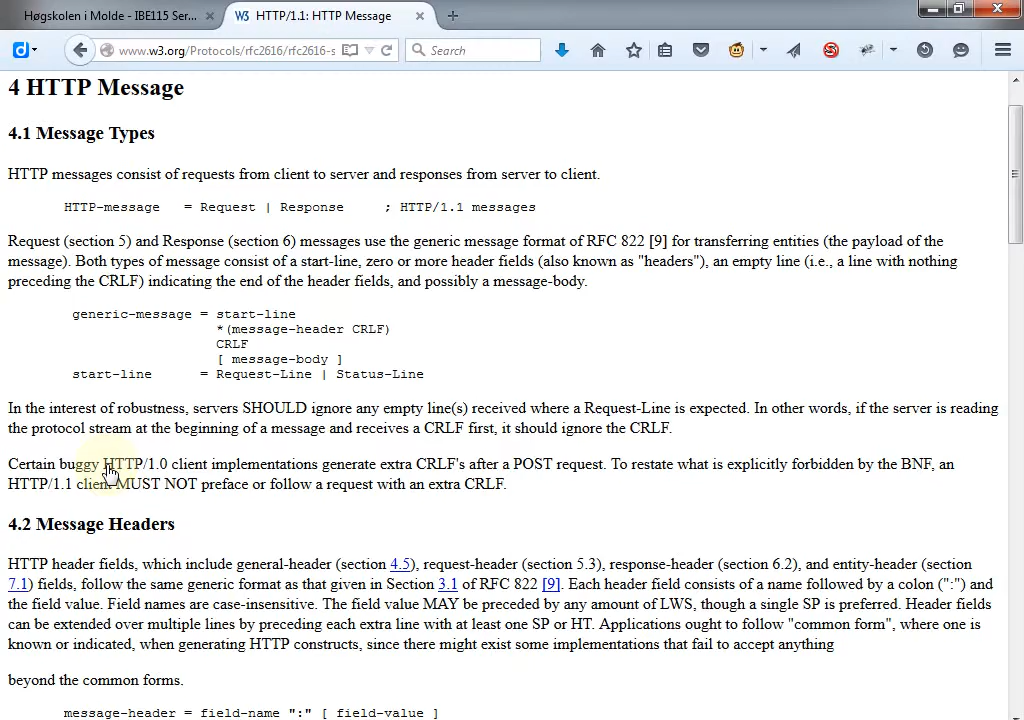 Høgskolen i Molde - IBE115 Ser...
W3 HTTP/1.1: HTTP Message
www.w3.org/Protocols/rfc2616/rfc2616-s
Search
4 HTTP Message
4.1 Message Types
HTTP messages consist of requests from client to server and responses from server to client.
HTTP-message   = Request | Response     ; HTTP/1.1 messages
Request (section 5) and Response (section 6) messages use the generic message format of RFC 822 [9] for transferring entities (the payload of the
message). Both types of message consist of a start-line, zero or more header fields (also known as "headers"), an empty line (i.e., a line with nothing
preceding the CRLF) indicating the end of the header fields, and possibly a message-body.
generic-message = start-line
*(message-header CRLF)
CRLF
[ message-body ]
start-line      = Request-Line | Status-Line
In the interest of robustness, servers SHOULD ignore any empty line(s) received where a Request-Line is expected. In other words, if the server is reading
the protocol stream at the beginning of a message and receives a CRLF first, it should ignore the CRLF.
Certain buggy HTTP/1.0 client implementations generate extra CRLF's after a POST request. To restate what is explicitly forbidden by the BNF, an
HTTP/1.1 client MUST NOT preface or follow a request with an extra CRLF.
4.2 Message Headers
HTTP header fields, which include general-header (section 4.5), request-header (section 5.3), response-header (section 6.2), and entity-header (section
7.1) fields, follow the same generic format as that given in Section 3.1 of RFC 822 [9]. Each header field consists of a name followed by a colon (":") and
the field value. Field names are case-insensitive. The field value MAY be preceded by any amount of LWS, though a single SP is preferred. Header fields
can be extended over multiple lines by preceding each extra line with at least one SP or HT. Applications ought to follow "common form", where one is
known or indicated, when generating HTTP constructs, since there might exist some implementations that fail to accept anything
beyond the common forms.
message-header = field-name ":" [ field-value ]